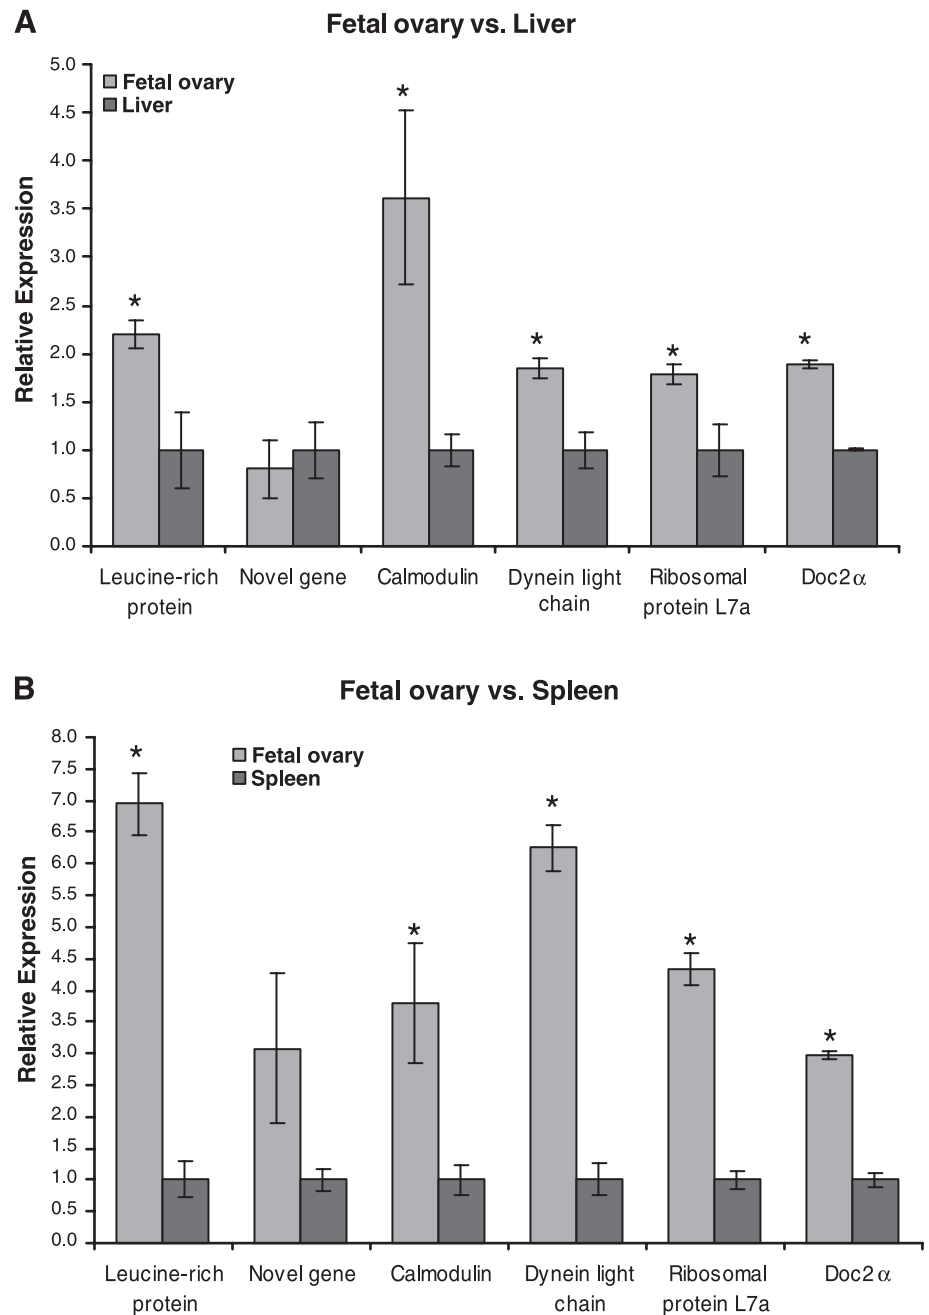 A
Fetal ovary vs. Liver
5.0
4.5
4.0
3.5
3.0
2.5
2.0
1.5
1.0
0.5
0.0
Relative Expression
Fetal ovary
Liver
*
*
*
*
*
Leucine-rich protein
Novel gene
Calmodulin
Dynein light chain
Ribosomal protein L7a
Doc2 α
B
Fetal ovary vs. Spleen
8.0
7.5
7.0
6.5
6.0
5.5
5.0
4.5
4.0
3.5
3.0
2.5
2.0
1.5
1.0
0.5
0.0
Relative Expression
Fetal ovary
Spleen
*
*
*
*
*
Leucine-rich protein
Novel gene
Calmodulin
Dynein light chain
Ribosomal protein L7a
Doc2 α